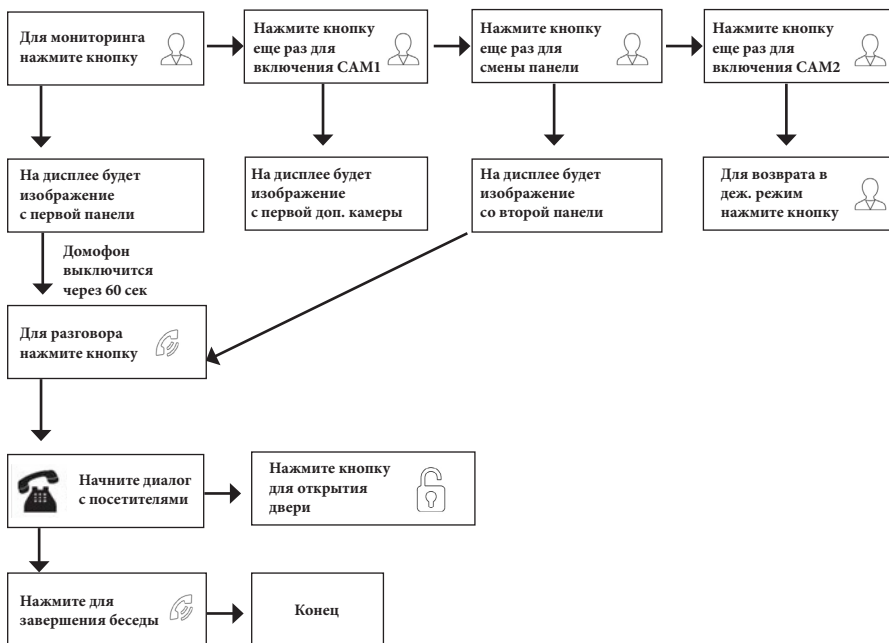 Для мониторинга
нажмите кнопку
Нажмите кнопку
еще раз для
включения CAM1
Нажмите кнопку
еще раз для
смены панели
Нажмите кнопку
еще раз для
включения CAM2
На дисплее будет
изображение
с первой панели
На дисплее будет
изображение
с первой доп. камеры
На дисплее будет
изображение
со второй панели
Для возврата в
деж. режим
нажмите кнопку
Домофон
выключится
через 60 сек
Для разговора
нажмите кнопку
Начните диалог
с посетителями
Нажмите кнопку
для открытия
двери
Нажмите для
завершения беседы
Конец